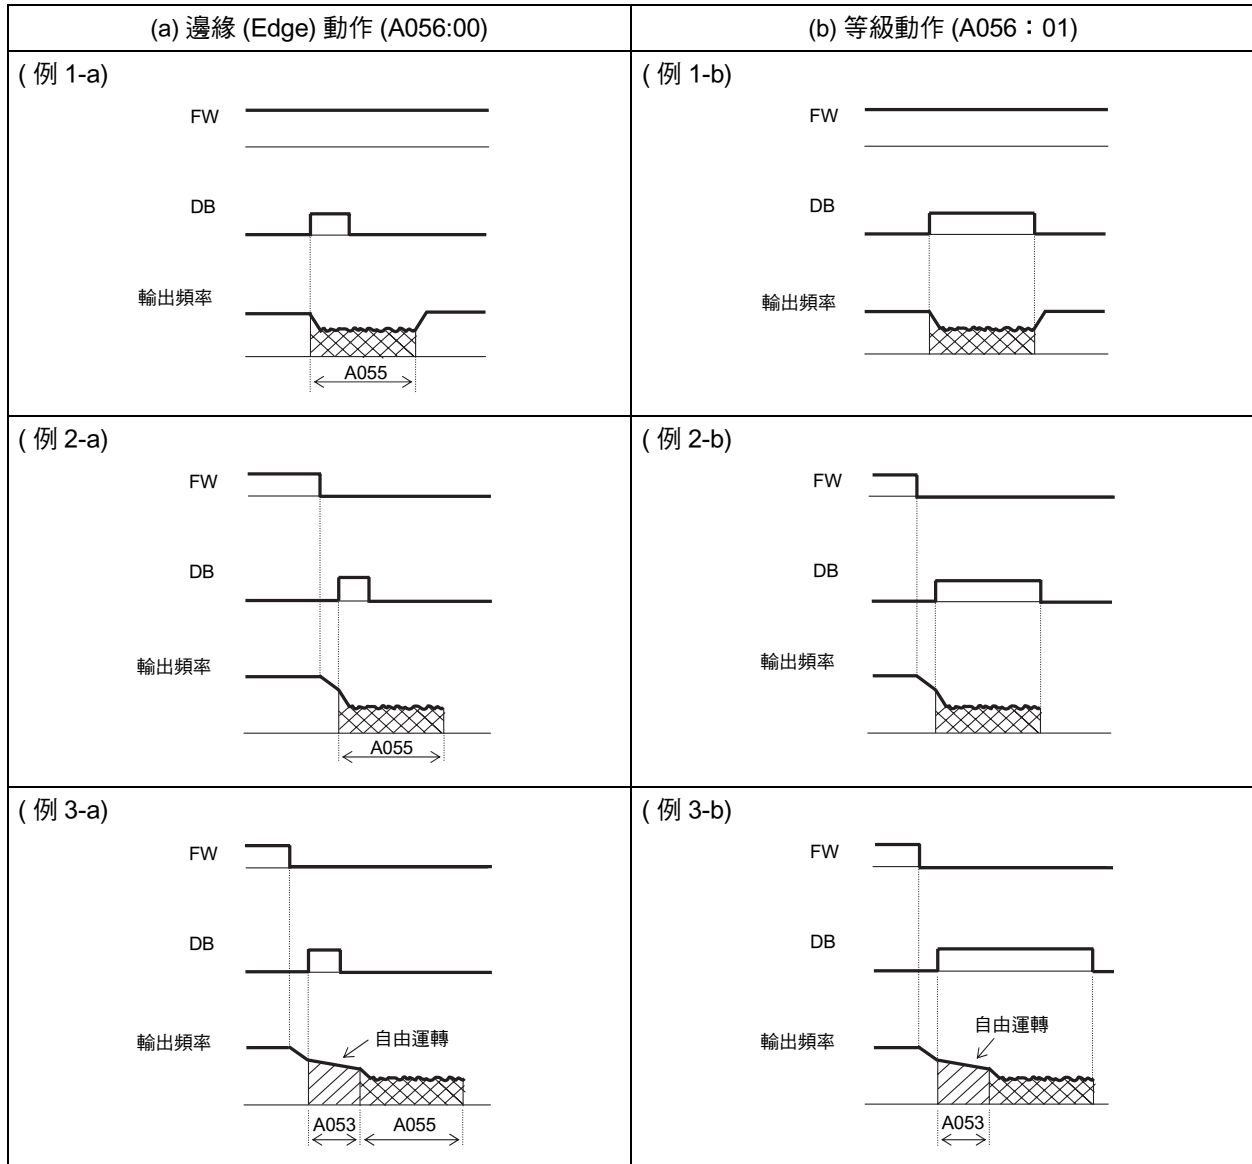 (a) 邊緣 (Edge) 動作 (A056:00)
(b) 等級動作 (A056：01)
( 例 1-a)
FW
DB
輸出頻率
A055
( 例 1-b)
FW
DB
輸出頻率
( 例 2-a)
FW
DB
輸出頻率
A055
( 例 2-b)
FW
DB
輸出頻率
( 例 3-a)
FW
DB
自由運轉
輸出頻率
A053
A055
( 例 3-b)
FW
DB
自由運轉
輸出頻率
A053